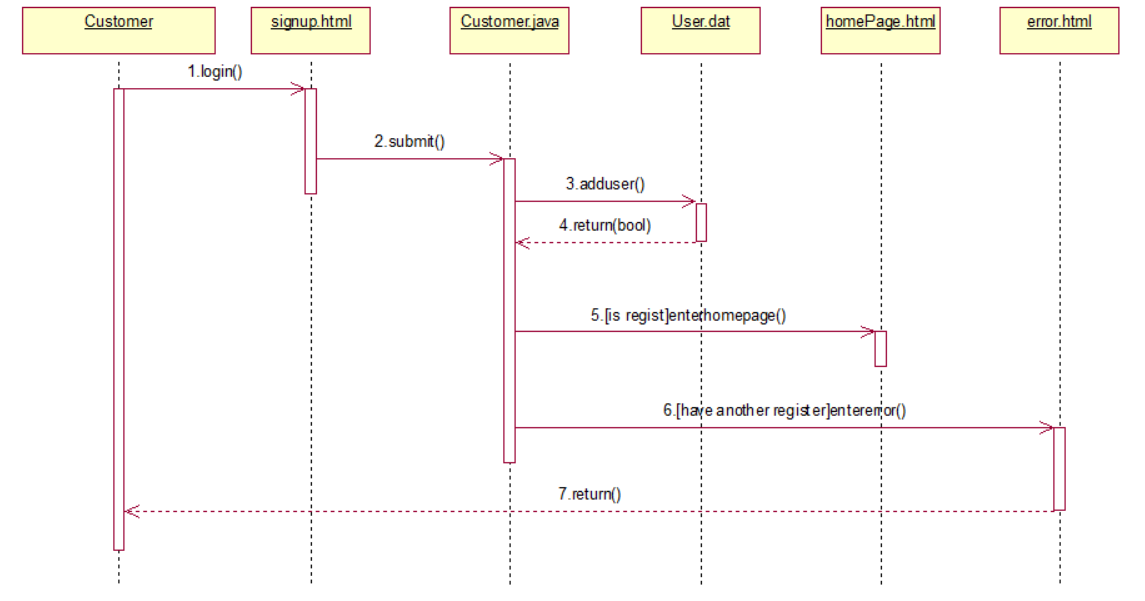 Customer
signup.html
Customer.java
User.dat
homePage.html
error.html
1.login()
2.submit()
3.adduser()
4.return(bool)
5.[is regist]enterhomepage()
6.[have another register]entererror()
7.return()